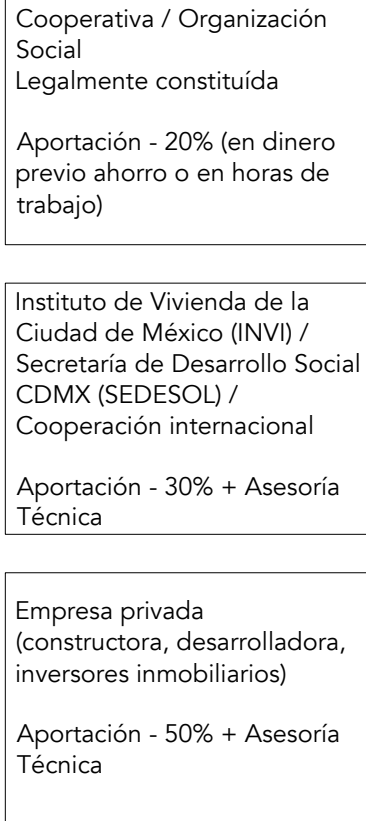 Cooperativa / Organización
Social
Legalmente constituída
Aportación - 20% (en dinero
previo ahorro o en horas de
trabajo)
Instituto de Vivienda de la
Ciudad de México (INVI) /
Secretaría de Desarrollo Social
CDMX (SEDESOL) /
Cooperación internacional
Aportación - 30% + Asesoría
Técnica
Empresa privada
(constructora, desarrolladora,
inversores inmobiliarios)
Aportación - 50% + Asesoría
Técnica